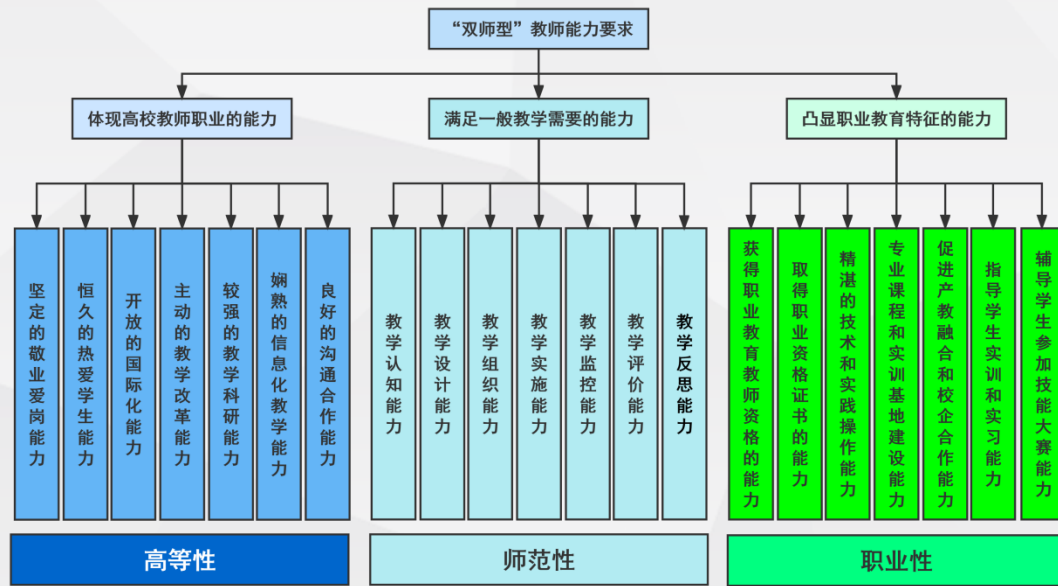 “双师型”教师能力要求
体现高校教师职业的能力
满足一般教学需要的能力
凸显职业教育特征的能力
坚定的敬业爱岗能力
恒久的热爱学生能力
开放的国际化能力
主动的教学改革能力
较强的教学科研能力
娴熟的信息化教学能力
良好的沟通合作能力
教学认知能力
教学设计能力
教学组织能力
教学实施能力
教学监控能力
教学评价能力
教学反思能力
获得职业教育教师资格的能力
取得职业资格证书的能力
精湛的技术和实践操作能力
专业课程和实训基地建设能力
促进产教融合和校企合作能力
指导学生实训和实习能力
辅导学生参加技能大赛能力
高等性
师范性
职业性